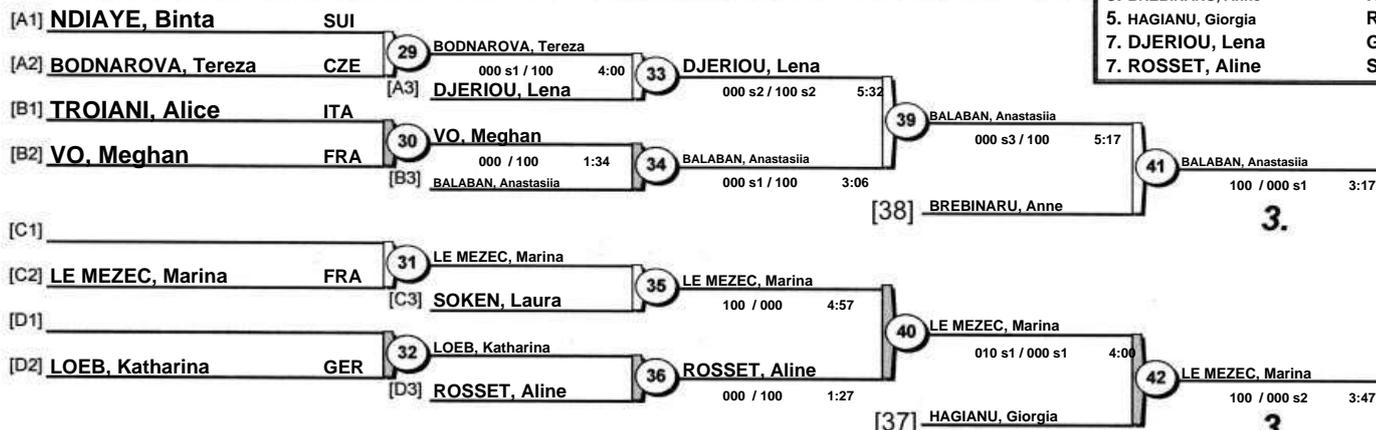 5. HAGIANU, Giorgia R
7. DJERIOU, Lena G
7. ROSSET, Aline S
[A1] NDIAYE, Binta SUI
[A2] BODNAROVA, Tereza CZE
29 BODNAROVA, Tereza
000 s1 / 100 4:00
[A3] DJERIOU, Lena
33 DJERIOU, Lena
000 s2 / 100 s2 5:32
[B1] TROIANI, Alice ITA
[B2] VO, Meghan FRA
30 VO, Meghan
000 / 100 1:34
[B3] BALABAN, Anastasiia
34 BALABAN, Anastasiia
000 s1 / 100 3:06
39 BALABAN, Anastasiia
000 s3 / 100 5:17
[38] BREBINARU, Anne
41 BALABAN, Anastasiia
100 / 000 s1 3:17
3.
[C1]
[C2] LE MEZEC, Marina FRA
31 LE MEZEC, Marina
[C3] SOKEN, Laura
35 LE MEZEC, Marina
100 / 000 4:57
[D1]
[D2] LOEB, Katharina GER
32 LOEB, Katharina
[D3] ROSSET, Aline
36 ROSSET, Aline
000 / 100 1:27
40 LE MEZEC, Marina
010 s1 / 000 s1 4:00
[37] HAGIANU, Giorgia
42 LE MEZEC, Marina
100 / 000 s2 3:47
3